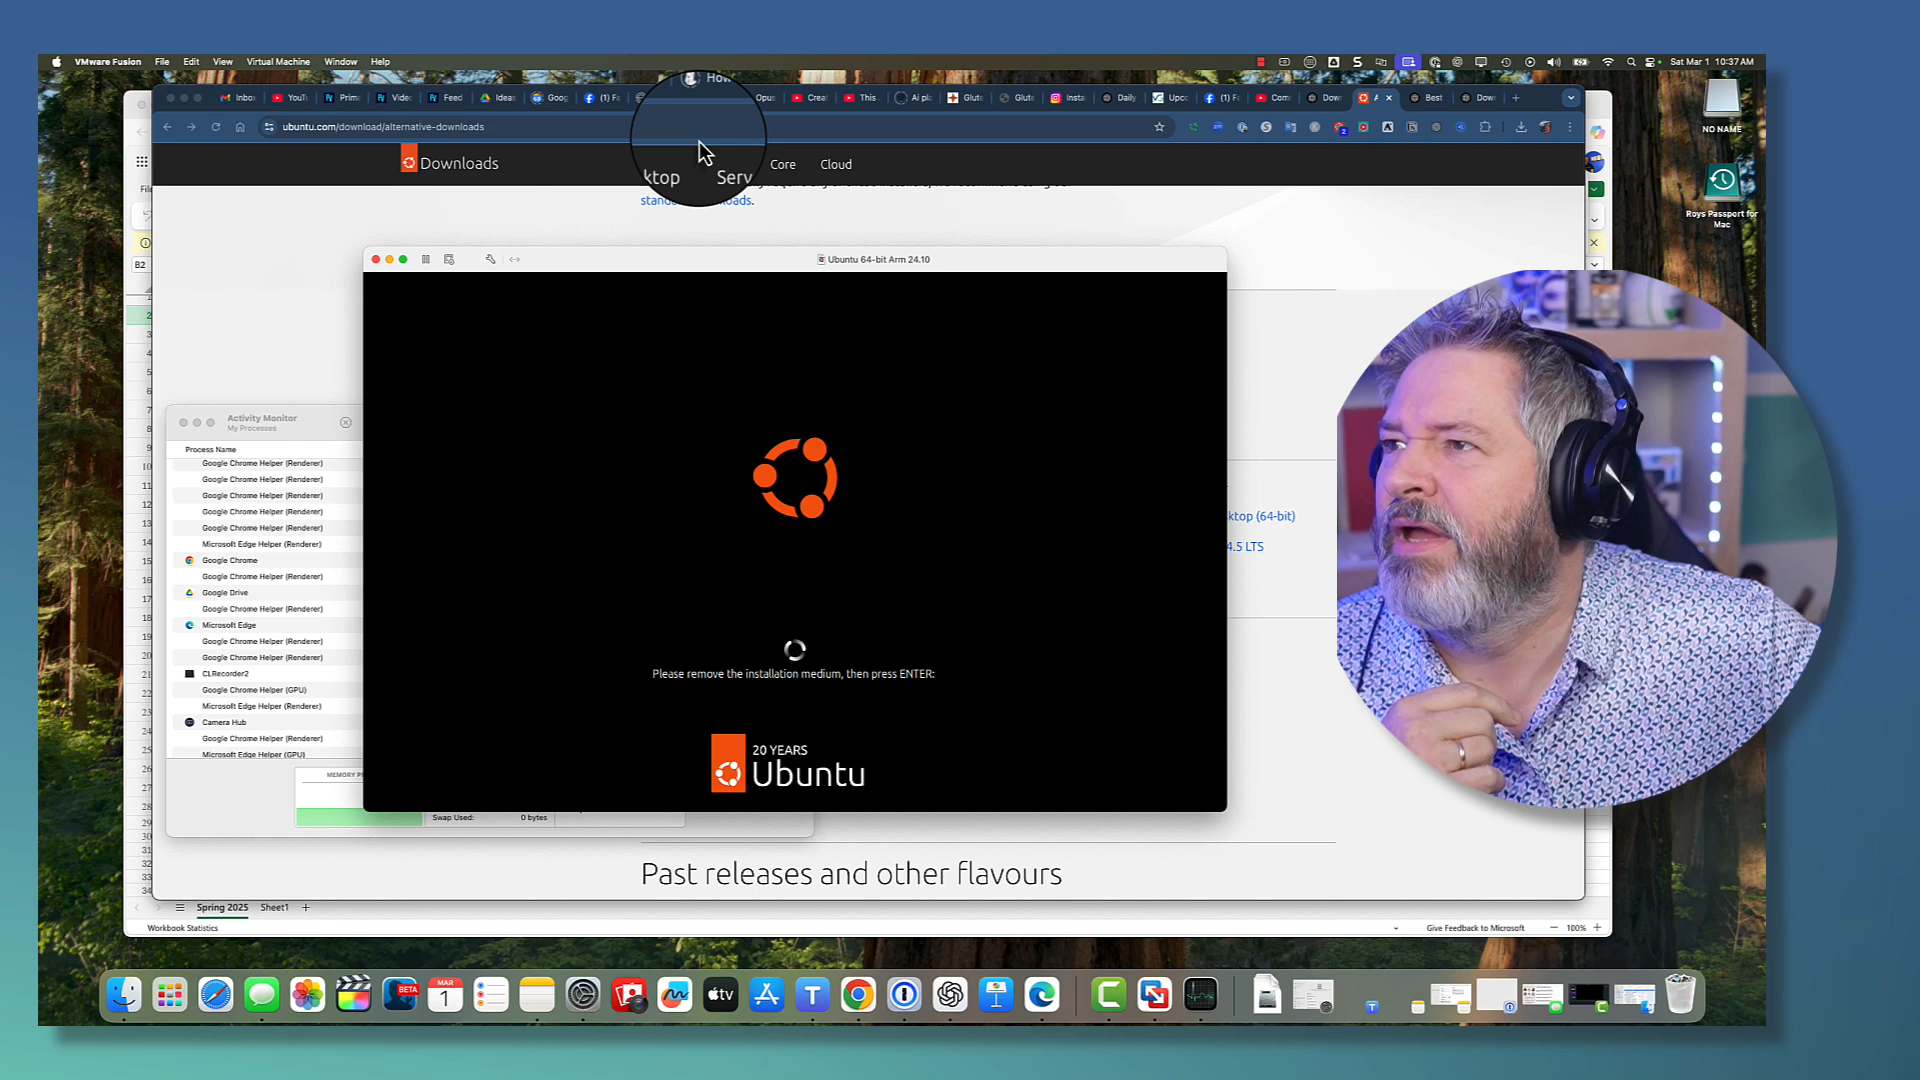 VMware Fusion File Edit View Virtual Machine Window Help
Sat Mar 1 10:37 AM
NO NAME
Roys Passport for
Mac
ubuntu.com/download/alternative-downloads
Downloads
ktop Serv Core Cloud
B2
Ubuntu 64-bit Arm 24.10
Please remove the installation medium, then press ENTER:
20 YEARS
Ubuntu
ktop (64-bit)
4.5 LTS
Activity Monitor
My Processes
Process Name
Google Chrome Helper (Renderer)
Google Chrome Helper (Renderer)
Google Chrome Helper (Renderer)
Google Chrome Helper (Renderer)
Google Chrome Helper (Renderer)
Microsoft Edge Helper (Renderer)
Google Chrome
Google Chrome Helper (Renderer)
Google Drive
Google Chrome Helper (Renderer)
Microsoft Edge
Google Chrome Helper (Renderer)
Google Chrome Helper (Renderer)
CLRecorder2
Google Chrome Helper (GPU)
Microsoft Edge Helper (Renderer)
Camera Hub
Google Chrome Helper (Renderer)
Microsoft Edge Helper (GPU)
Swap Used: 0 bytes
Past releases and other flavours
Spring 2025 Sheet1
Workbook Statistics
Give Feedback to Microsoft
100%
BETA
MAR
1
tv